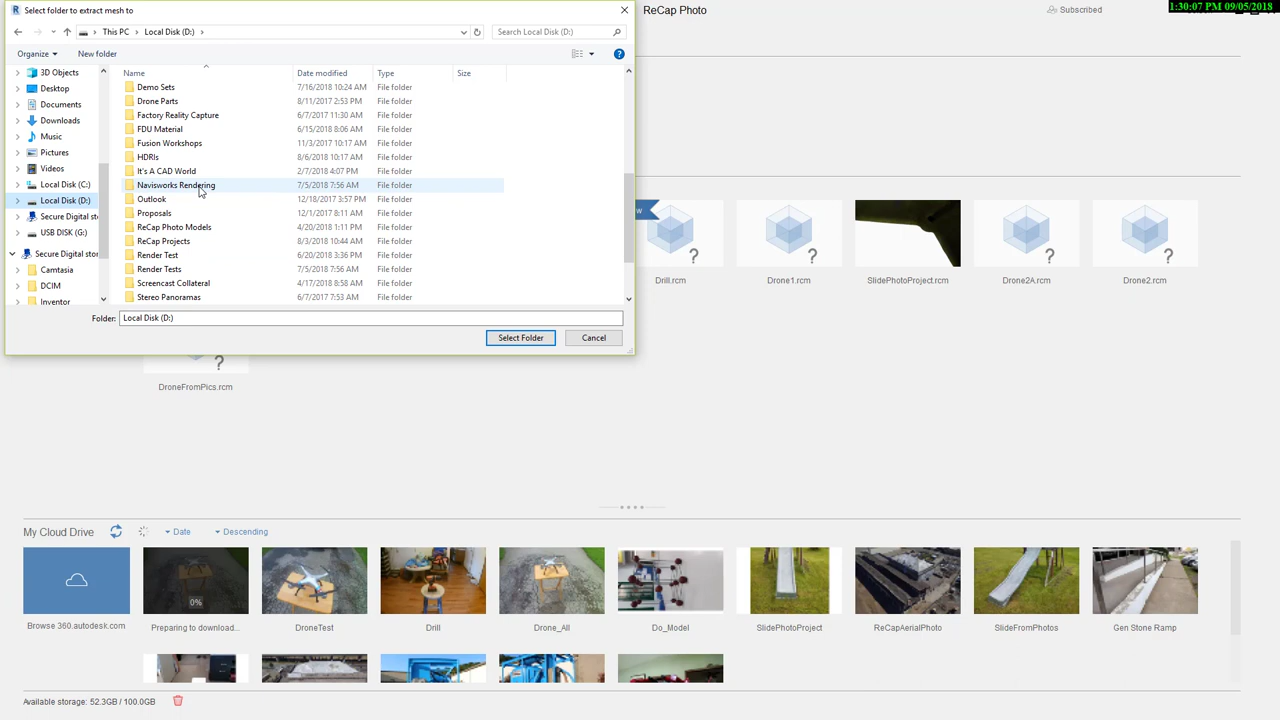 Select folder to extract mesh to
ReCap Photo
Subscribed
1:30:07 PM 09/05/2018
This PC > Local Disk (D:) >
Search Local Disk (D:)
Organize
New folder
Name Date modified Type Size
3D Objects
Desktop
Documents
Downloads
Music
Pictures
Videos
Local Disk (C:)
Local Disk (D:)
Secure Digital sto
USB DISK (G:)
Secure Digital stor
Camtasia
DCIM
Inventor
Demo Sets 7/16/2018 10:24 AM File folder
Drone Parts 8/11/2017 2:53 PM File folder
Factory Reality Capture 6/7/2017 11:30 AM File folder
FDU Material 6/15/2018 8:06 AM File folder
Fusion Workshops 11/3/2017 10:17 AM File folder
HDRIs 8/6/2018 10:17 AM File folder
It's A CAD World 2/7/2018 4:07 PM File folder
Navisworks Rendering 7/5/2018 7:56 AM File folder
Outlook 12/18/2017 3:57 PM File folder
Proposals 12/1/2017 8:11 AM File folder
ReCap Photo Models 4/20/2018 1:11 PM File folder
ReCap Projects 8/3/2018 10:44 AM File folder
Render Test 6/20/2018 3:36 PM File folder
Render Tests 7/5/2018 7:56 AM File folder
Screencast Collateral 4/17/2018 8:58 AM File folder
Stereo Panoramas 6/7/2017 7:53 AM File folder
Folder: Local Disk (D:)
Select Folder
Cancel
Drill.rcm
Drone1.rcm
SlidePhotoProject.rcm
Drone2A.rcm
Drone2.rcm
DroneFromPics.rcm
My Cloud Drive
Date
Descending
0%
Browse 360.autodesk.com
Preparing to download...
DroneTest
Drill
Drone_All
Do_Model
SlidePhotoProject
ReCapAerialPhoto
SlideFromPhotos
Gen Stone Ramp
Available storage: 52.3GB / 100.0GB